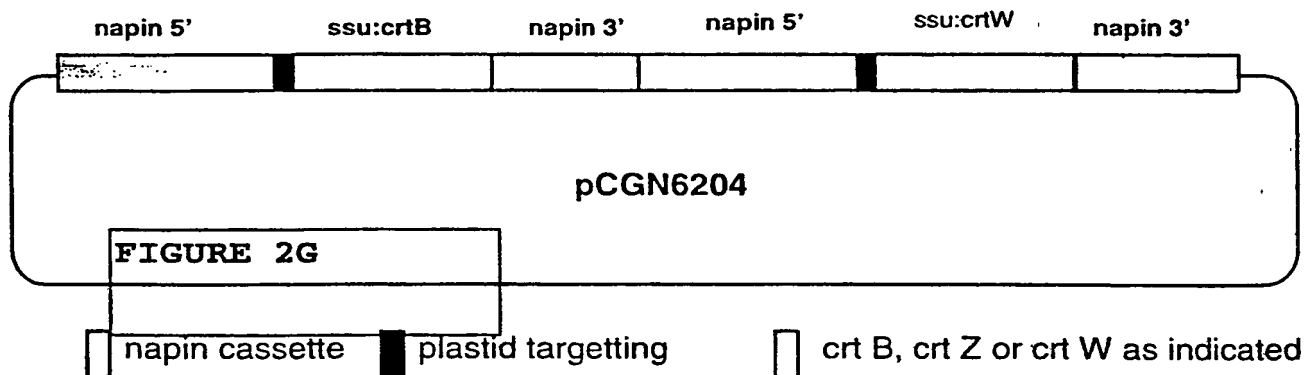 napin 5' ssu:crtB napin 3' napin 5' ssu:crtW napin 3'
pCGN6204
FIGURE 2G
napin cassette plastid targetting crt B, crt Z or crt W as indicated